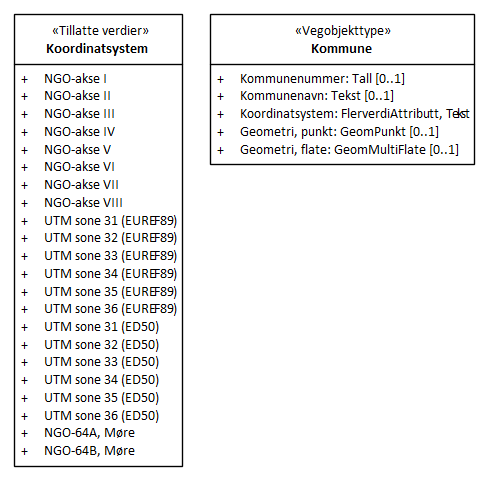 «Tillatte verdier»
Koordinatsystem
+ NGO-akse I
+ NGO-akse II
+ NGO-akse III
+ NGO-akse IV
+ NGO-akse V
+ NGO-akse VI
+ NGO-akse VII
+ NGO-akse VIII
+ UTM sone 31 (EUREF89)
+ UTM sone 32 (EUREF89)
+ UTM sone 33 (EUREF89)
+ UTM sone 34 (EUREF89)
+ UTM sone 35 (EUREF89)
+ UTM sone 36 (EUREF89)
+ UTM sone 31 (ED50)
+ UTM sone 32 (ED50)
+ UTM sone 33 (ED50)
+ UTM sone 34 (ED50)
+ UTM sone 35 (ED50)
+ UTM sone 36 (ED50)
+ NGO-64A, Møre
+ NGO-64B, Møre
«Vegobjekttype»
Kommune
+ Kommunenummer: Tall [0..1]
+ Kommunenavn: Tekst [0..1]
+ Koordinatsystem: FlerverdiAttributt, Tekst
+ Geometri, punkt: GeomPunkt [0..1]
+ Geometri, flate: GeomMultiFlate [0..1]